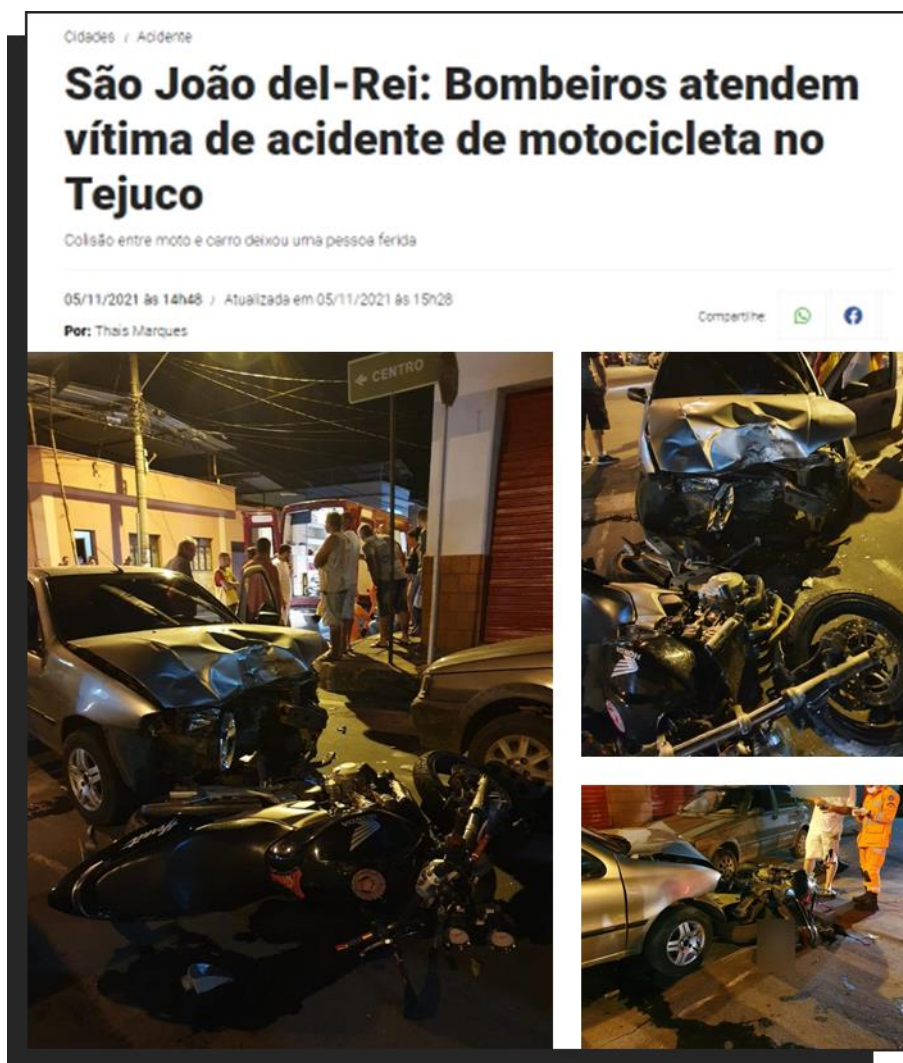 Cidades / Acidente
São João del-Rei: Bombeiros atendem
vítima de acidente de motocicleta no
Tejuco
Colisão entre moto e carro deixou uma pessoa ferida
05/11/2021 às 14h48 / Atualizada em 05/11/2021 às 15h28
Por: Thais Marques
Compartilhe
← CENTRO
HONDA
HONDA